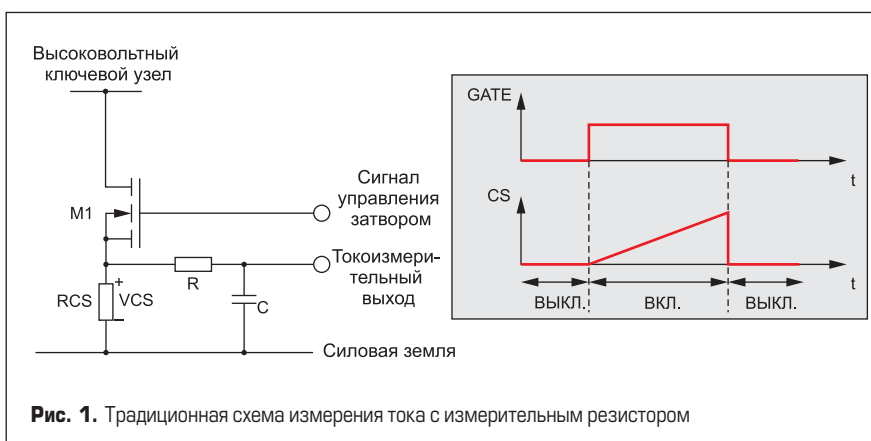 Высоковольтный
ключевой узел
M1
Сигнал
управления
затвором
Токоизмери-
тельный
выход
R
RCS
+
VCS
–
C
Силовая земля
GATE
t
CS
t
ВЫКЛ.
ВКЛ.
ВЫКЛ.
Рис. 1. Традиционная схема измерения тока с измерительным резистором